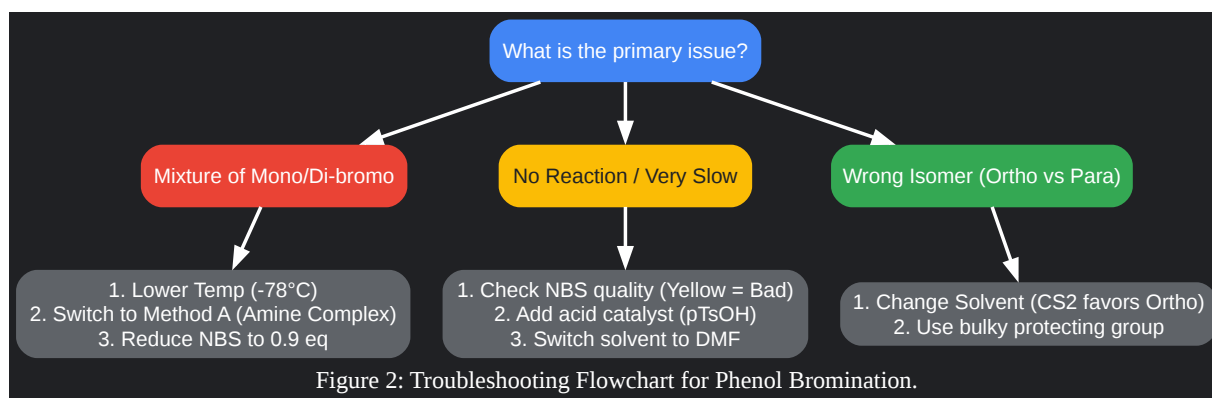 What is the primary issue?
Mixture of Mono/Di-bromo
No Reaction / Very Slow
Wrong Isomer (Ortho vs Para)
1. Lower Temp (-78°C)
2. Switch to Method A (Amine Complex)
3. Reduce NBS to 0.9 eq
1. Check NBS quality (Yellow = Bad)
2. Add acid catalyst (pTsOH)
3. Switch solvent to DMF
1. Change Solvent (CS2 favors Ortho)
2. Use bulky protecting group
Figure 2: Troubleshooting Flowchart for Phenol Bromination.